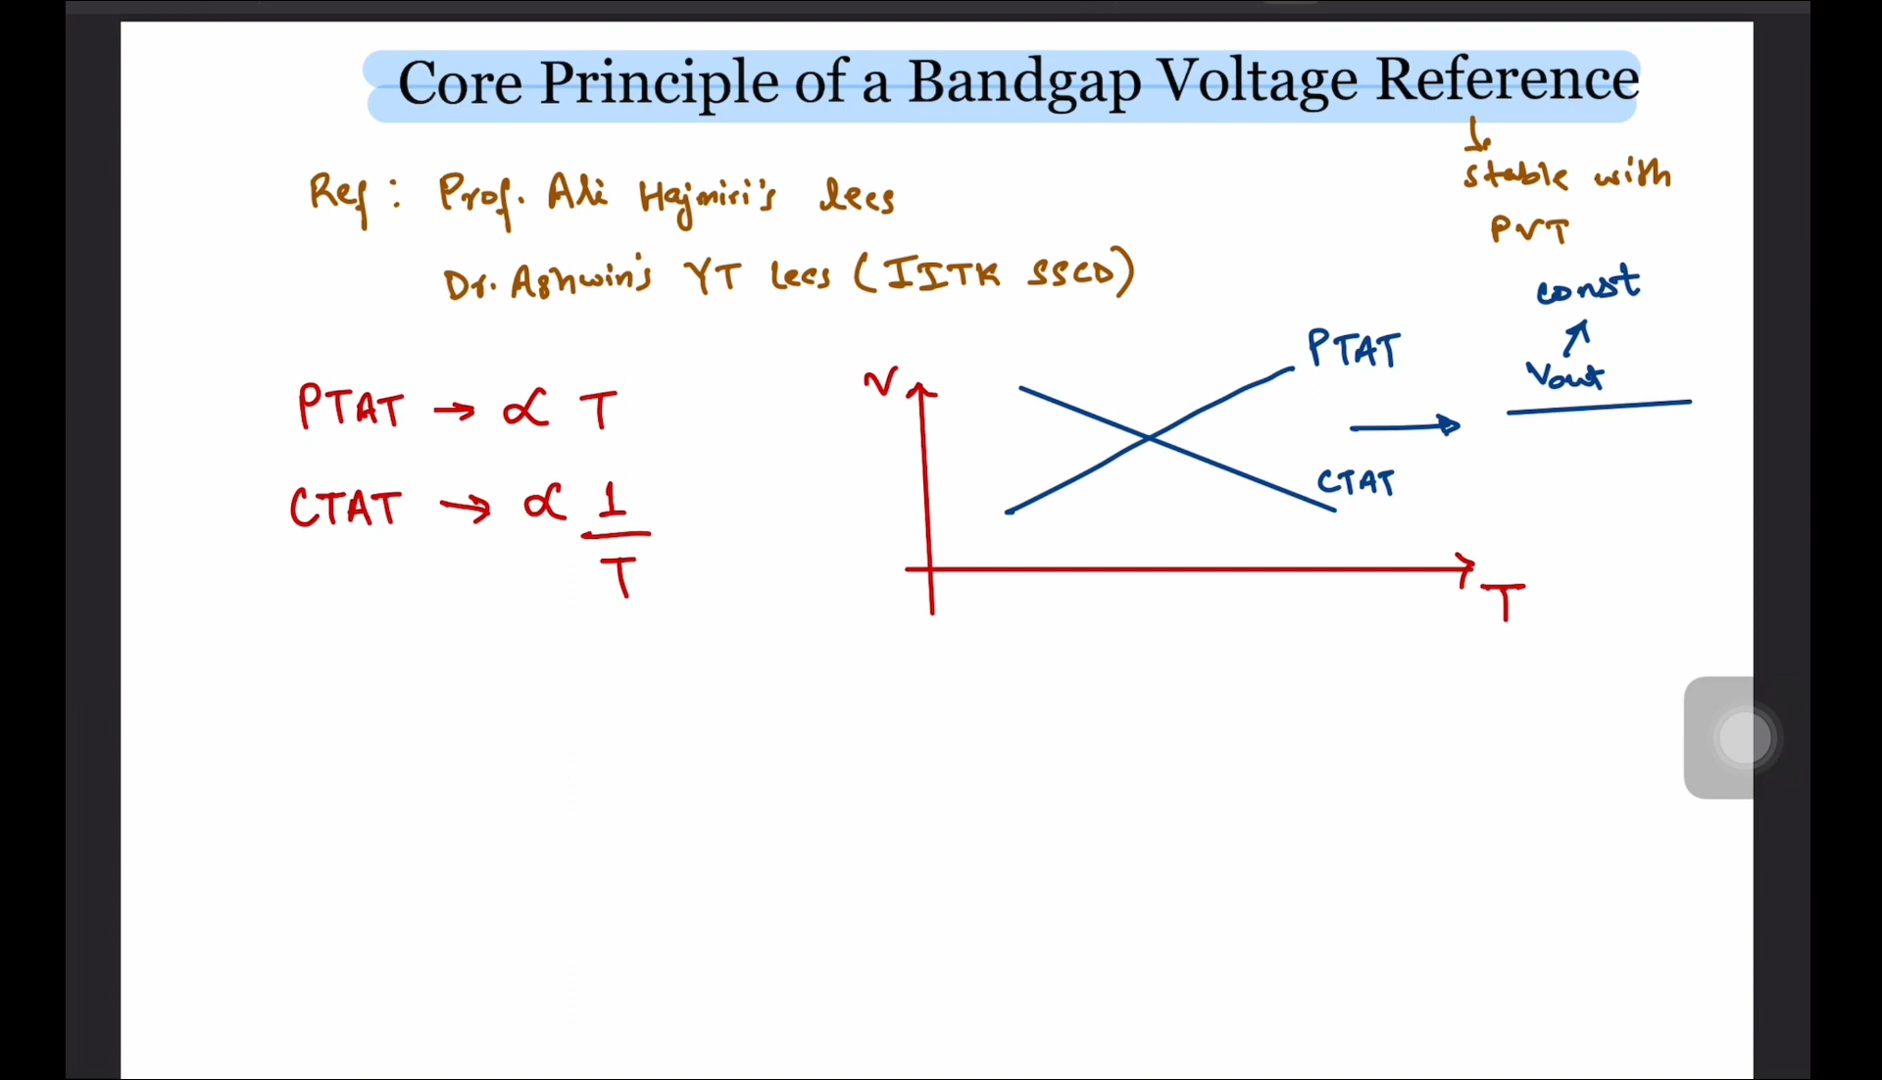 Core Principle of a Bandgap Voltage Reference
stable with
PVT
Ref : Prof. Ali Hajmiri's lecs
Dr. Ashwin's YT lecs (IITK SSCD)
const
Vout
PTAT → ∝ T
CTAT → ∝ 1/T
V
PTAT
CTAT
T